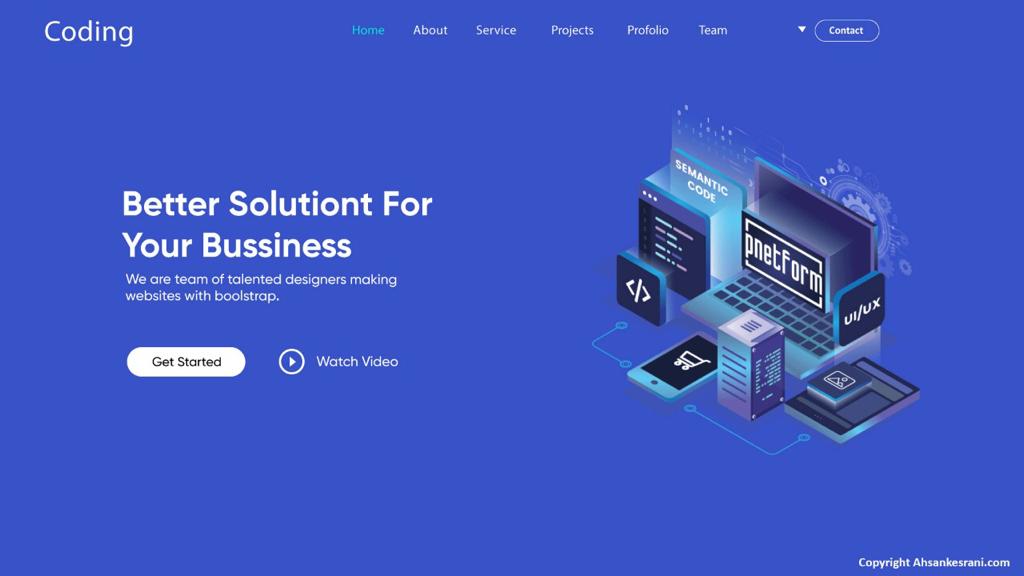 Coding
Home About Service Projects Profolio Team Contact
SEMANTIC
CODE
pnetform
</>
UI/UX
Better Solutiont For
Your Bussiness
We are team of talented designers making
websites with boolstrap.
Get Started Watch Video
Copyright Ahsankesrani.com